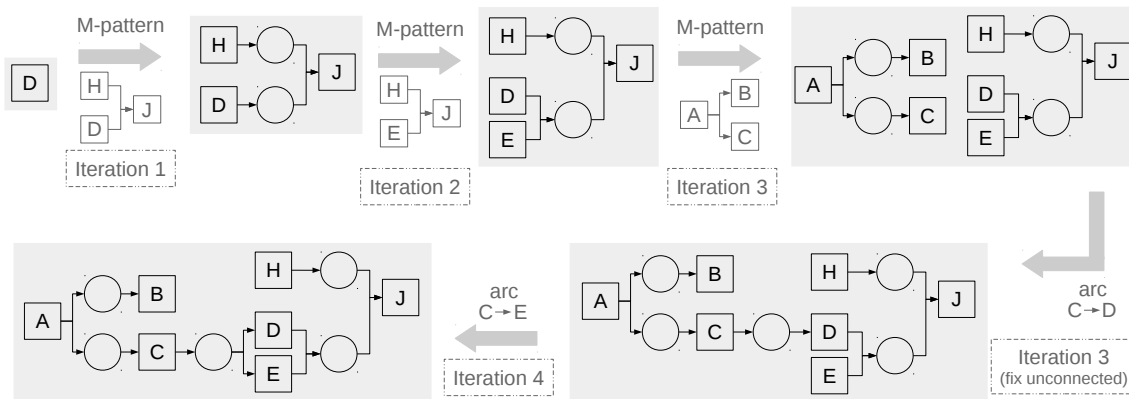 M-pattern
D
H
D
J
Iteration 1
H
D
J
M-pattern
H
E
J
Iteration 2
H
D
E
J
M-pattern
A
B
C
Iteration 3
A
B
C
H
D
E
J
arc
C→D
Iteration 3
(fix unconnected)
A
B
C
H
D
E
J
arc
C→E
Iteration 4
A
B
C
H
D
E
J